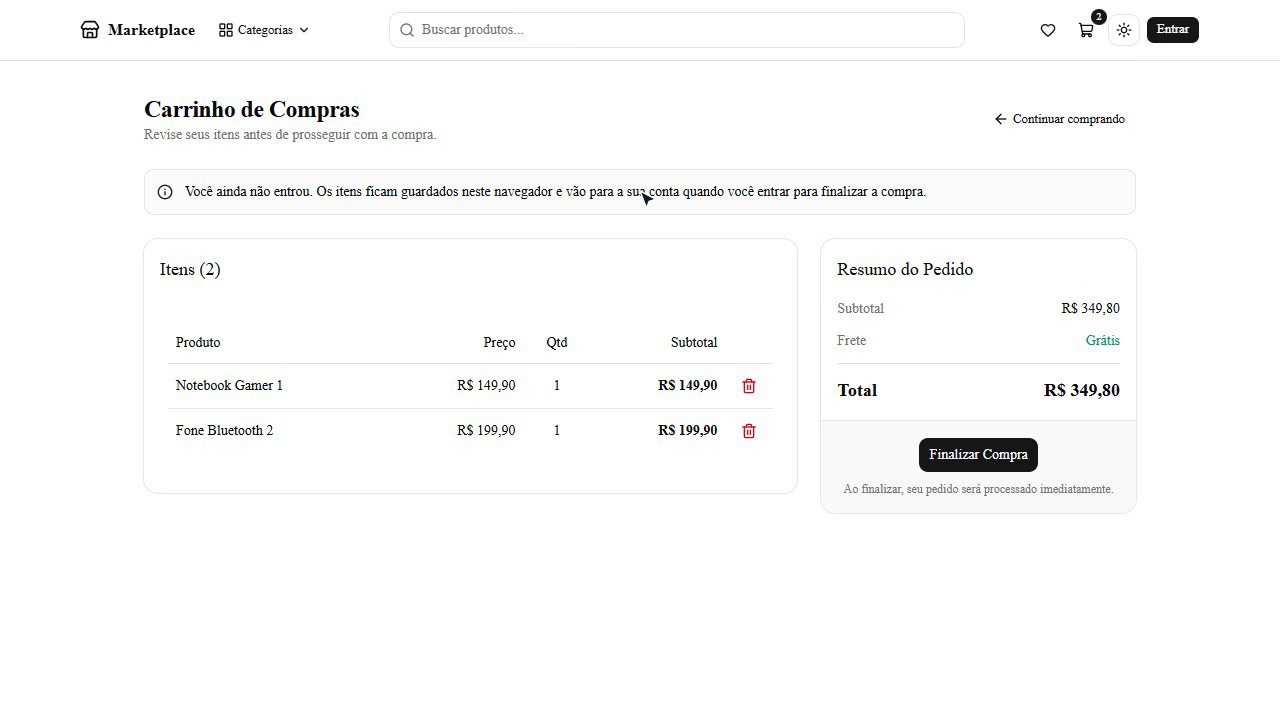 Marketplace
Categorias
Buscar produtos...
2
Entrar
Carrinho de Compras
Revise seus itens antes de prosseguir com a compra.
Continuar comprando
Você ainda não entrou. Os itens ficam guardados neste navegador e vão para a sua conta quando você entrar para finalizar a compra.
Itens (2)
Produto Preço Qtd Subtotal
Notebook Gamer 1 R$ 149,90 1 R$ 149,90
Fone Bluetooth 2 R$ 199,90 1 R$ 199,90
Resumo do Pedido
Subtotal R$ 349,80
Frete Grátis
Total R$ 349,80
Finalizar Compra
Ao finalizar, seu pedido será processado imediatamente.